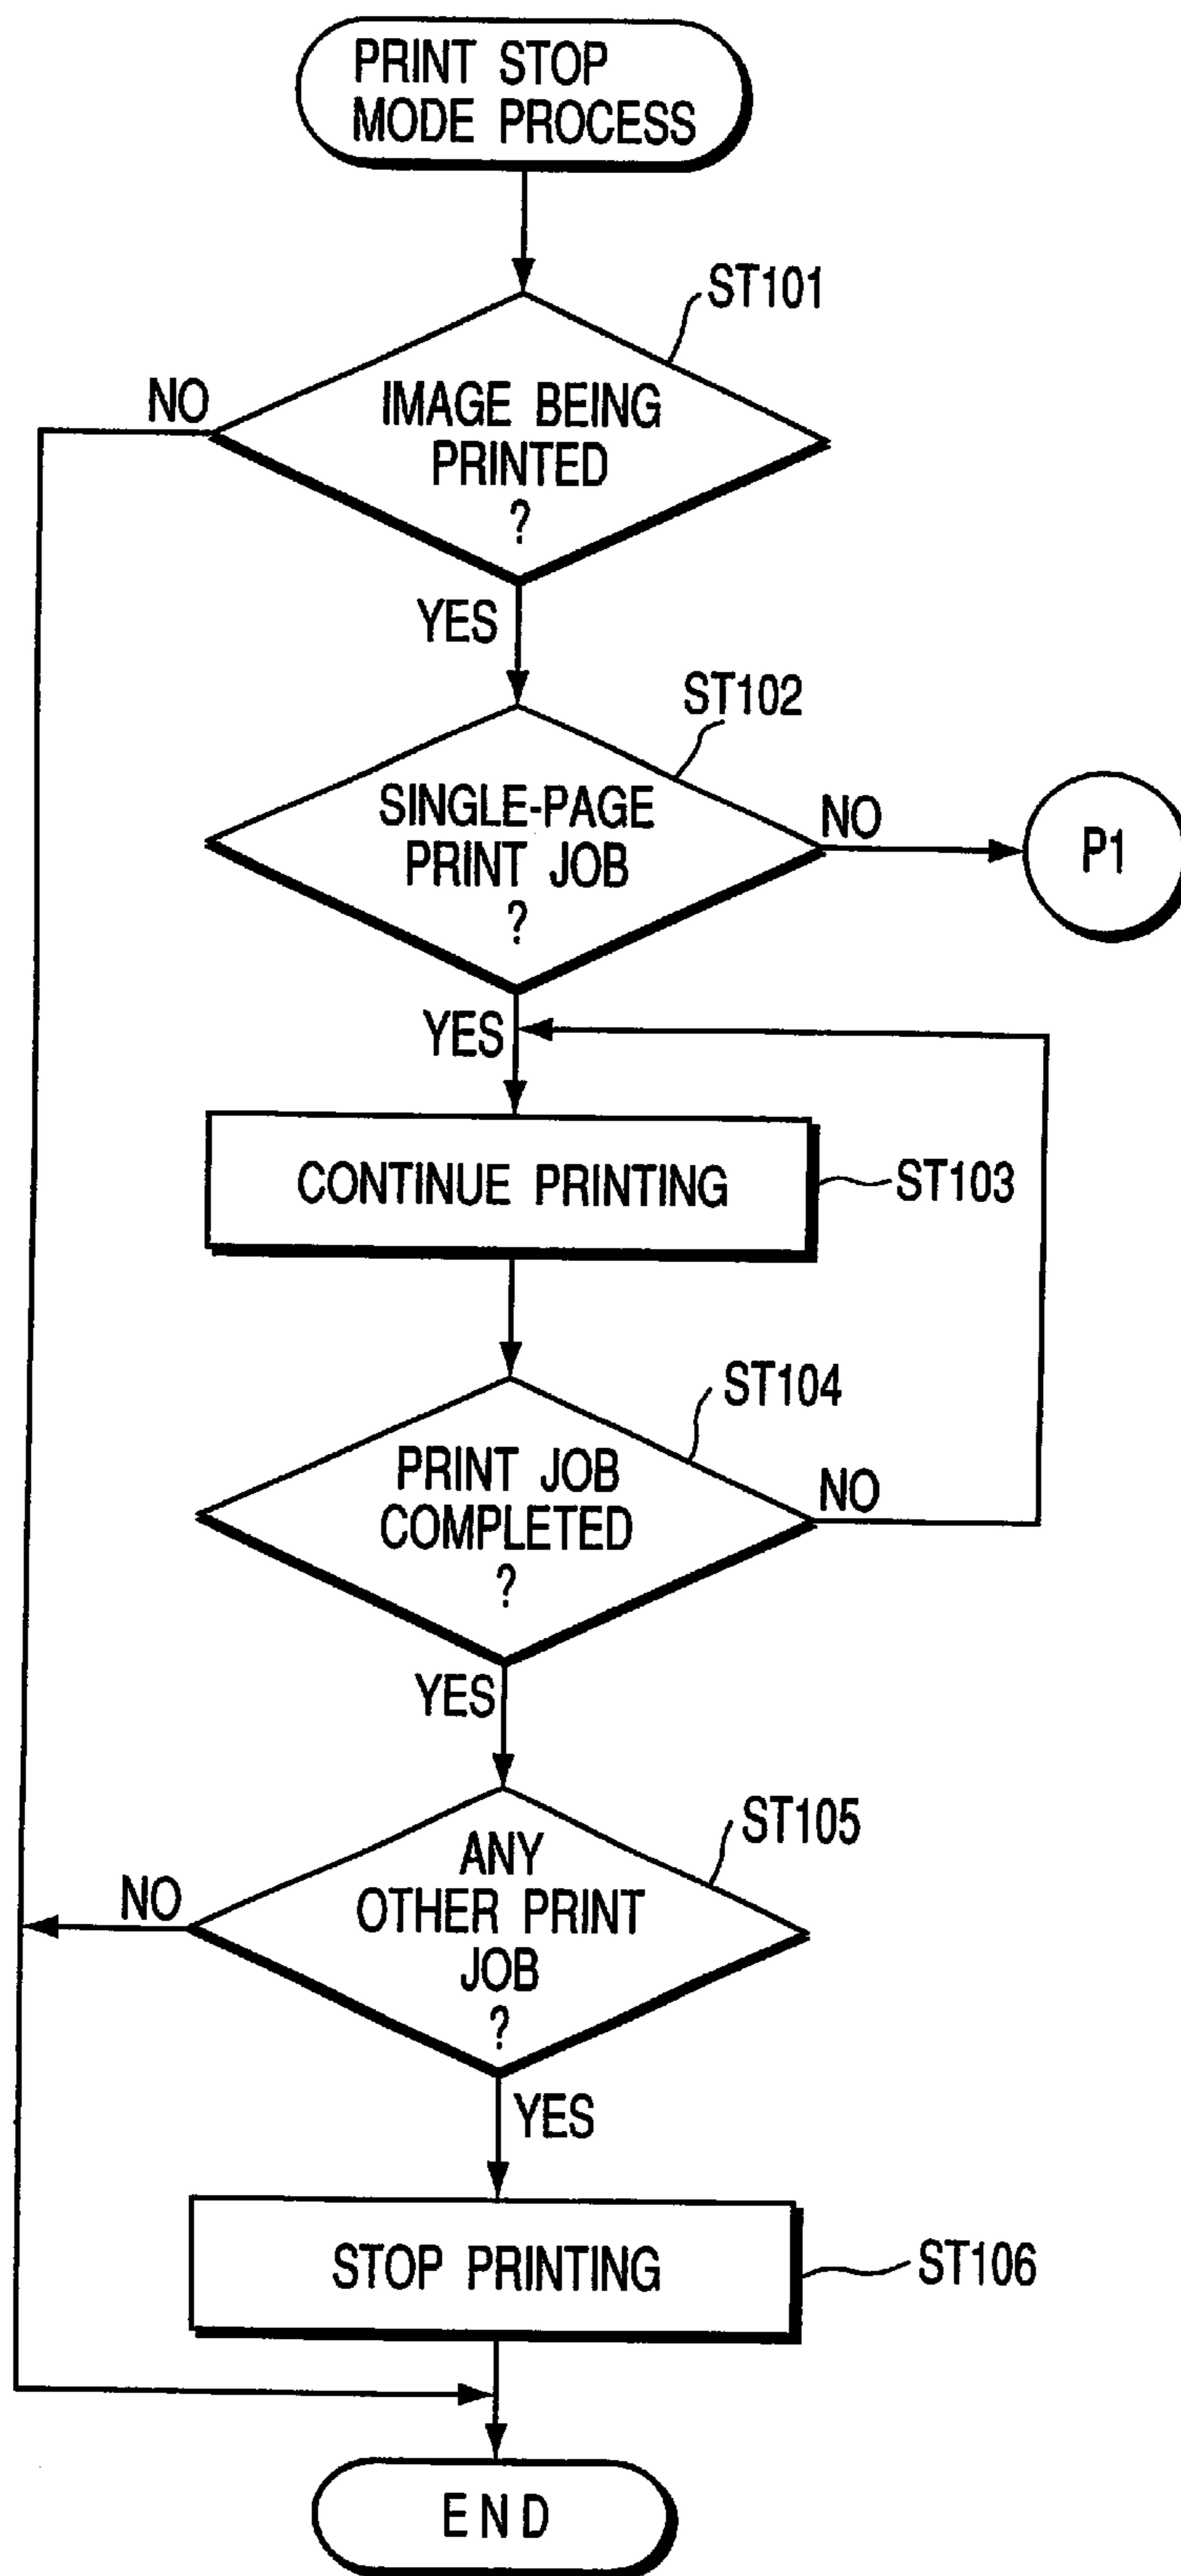 PRINT STOP
MODE PROCESS
ST101
NO
IMAGE BEING
PRINTED
?
YES
ST102
SINGLE-PAGE
PRINT JOB
?
NO
P1
YES
CONTINUE PRINTING
ST103
ST104
PRINT JOB
COMPLETED
?
NO
YES
ST105
ANY
OTHER PRINT
JOB
?
NO
YES
STOP PRINTING
ST106
END